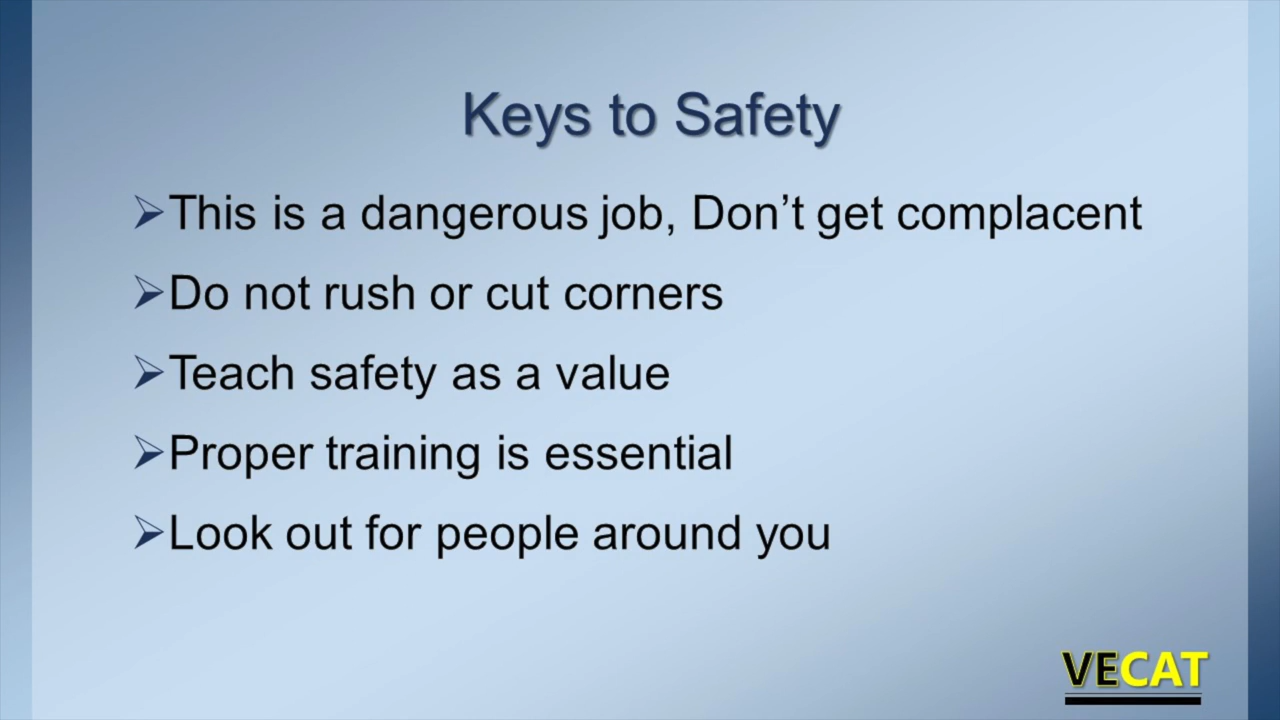 Keys to Safety
➢This is a dangerous job, Don’t get complacent
➢Do not rush or cut corners
➢Teach safety as a value
➢Proper training is essential
➢Look out for people around you
VECAT